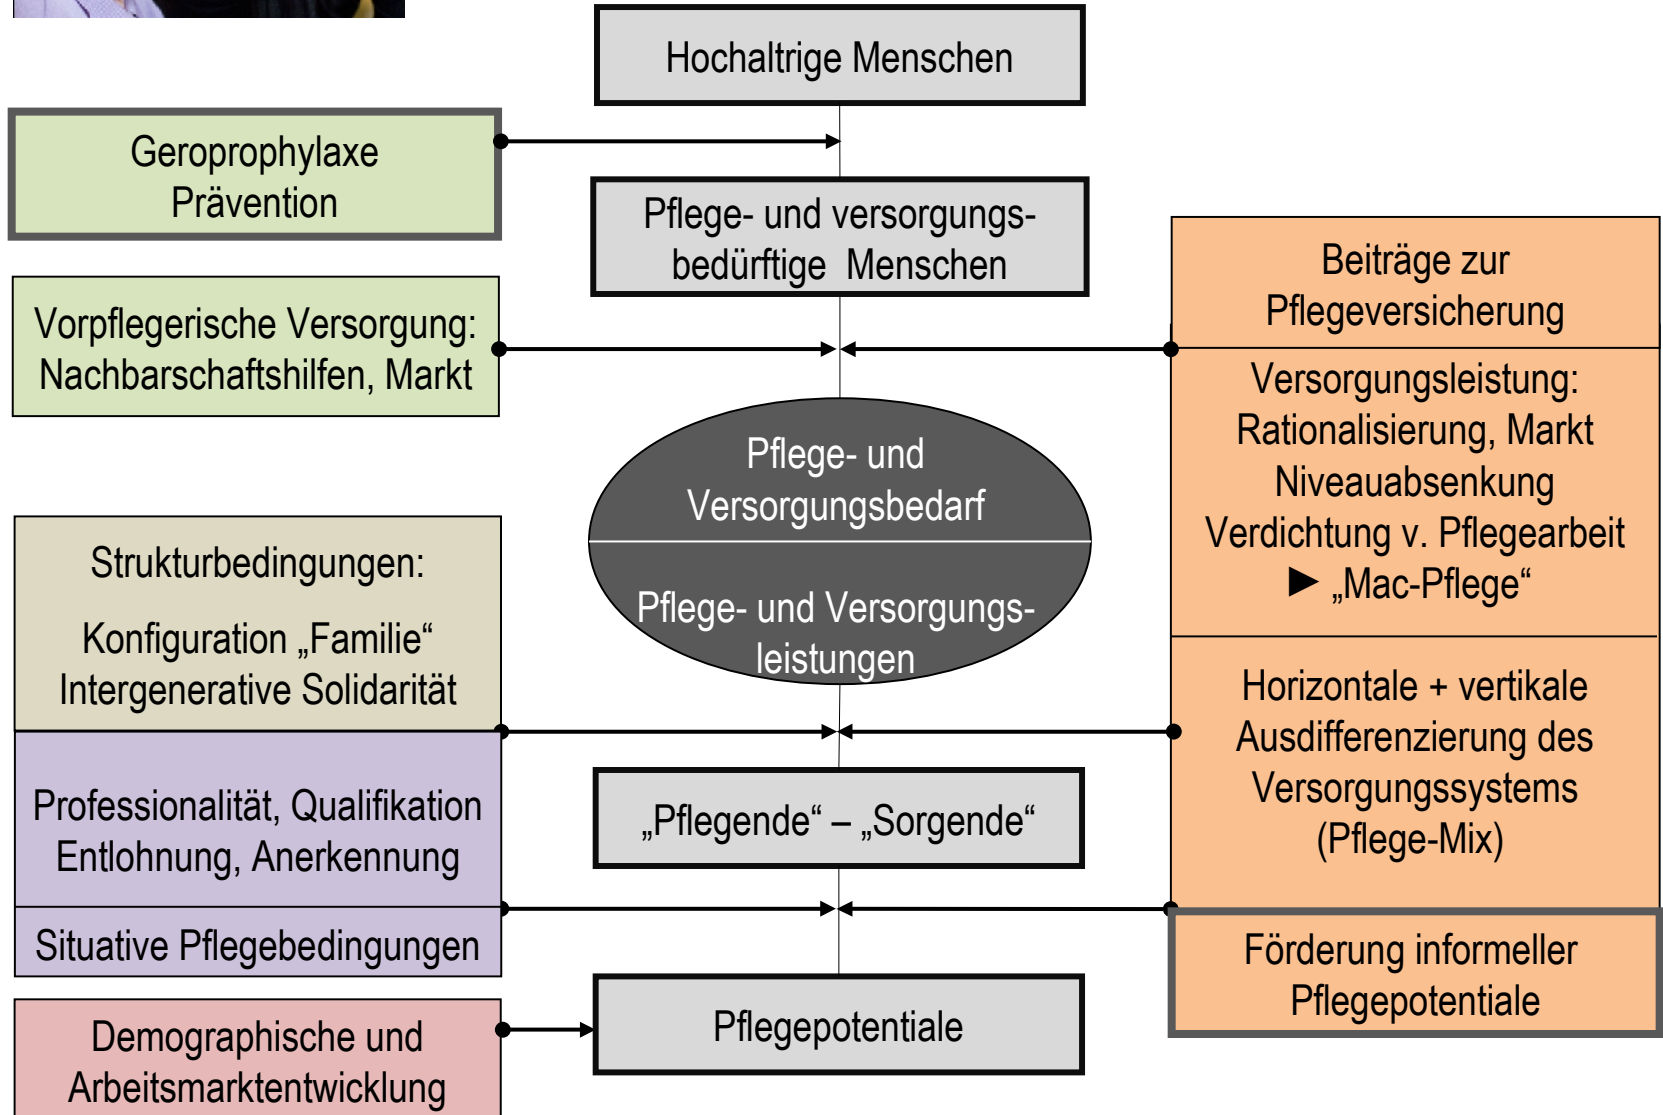 Hochaltrige Menschen
Geroprophylaxe
Prävention
Pflege- und versorgungs-
bedürftige Menschen
Beiträge zur
Pflegeversicherung
Vorpflegerische Versorgung:
Nachbarschaftshilfen, Markt
Versorgungsleistung:
Rationalisierung, Markt
Niveauabsenkung
Verdichtung v. Pflegearbeit
► „Mac-Pflege“
Pflege- und
Versorgungsbedarf
Pflege- und Versorgungs-
leistungen
Strukturbedingungen:
Konfiguration „Familie“
Intergenerative Solidarität
Horizontale + vertikale
Ausdifferenzierung des
Versorgungssystems
(Pflege-Mix)
Professionalität, Qualifikation
Entlohnung, Anerkennung
„Pflegende“ – „Sorgende“
Situative Pflegebedingungen
Förderung informeller
Pflegepotentiale
Demographische und
Arbeitsmarktentwicklung
Pflegepotentiale